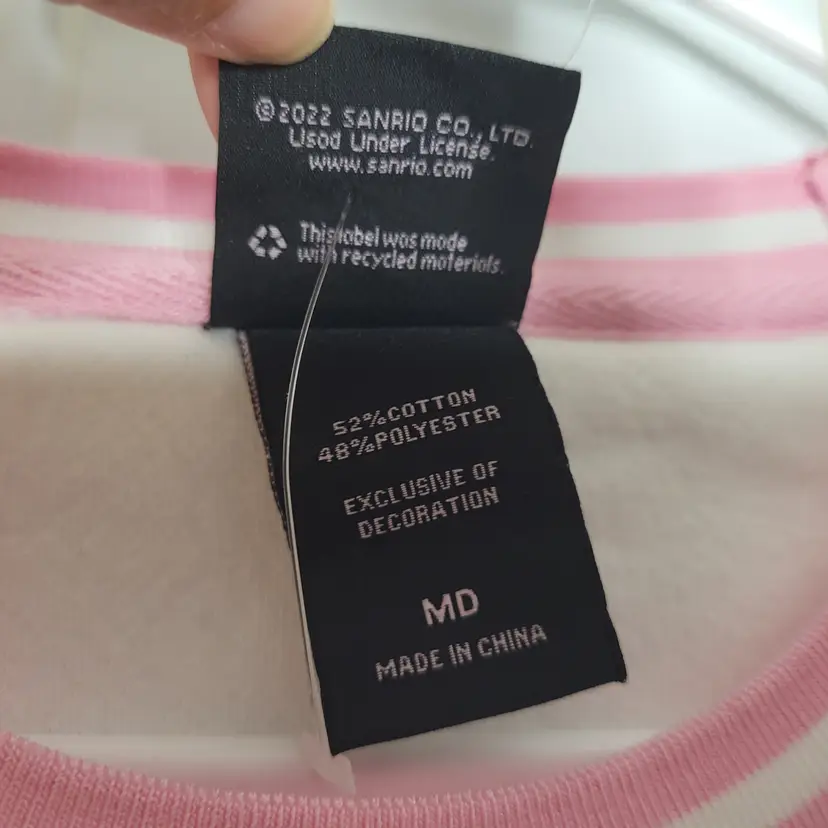 ©2022 SANRIO CO., LTD.
Usod Under License.
www.sanrio.com
This label was made
with recycled materials.
52%COTTON
48%POLYESTER
EXCLUSIVE OF
DECORATION
MD
MADE IN CHINA